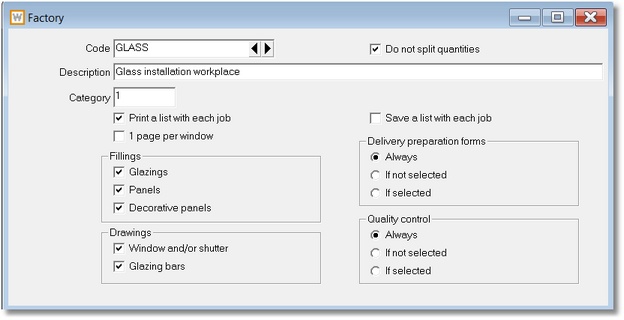 W Factory
Code GLASS Do not split quantities
Description Glass installation workplace
Category 1
Print a list with each job Save a list with each job
1 page per window
Fillings
Glazings
Panels
Decorative panels
Delivery preparation forms
Always
If not selected
If selected
Drawings
Window and/or shutter
Glazing bars
Quality control
Always
If not selected
If selected